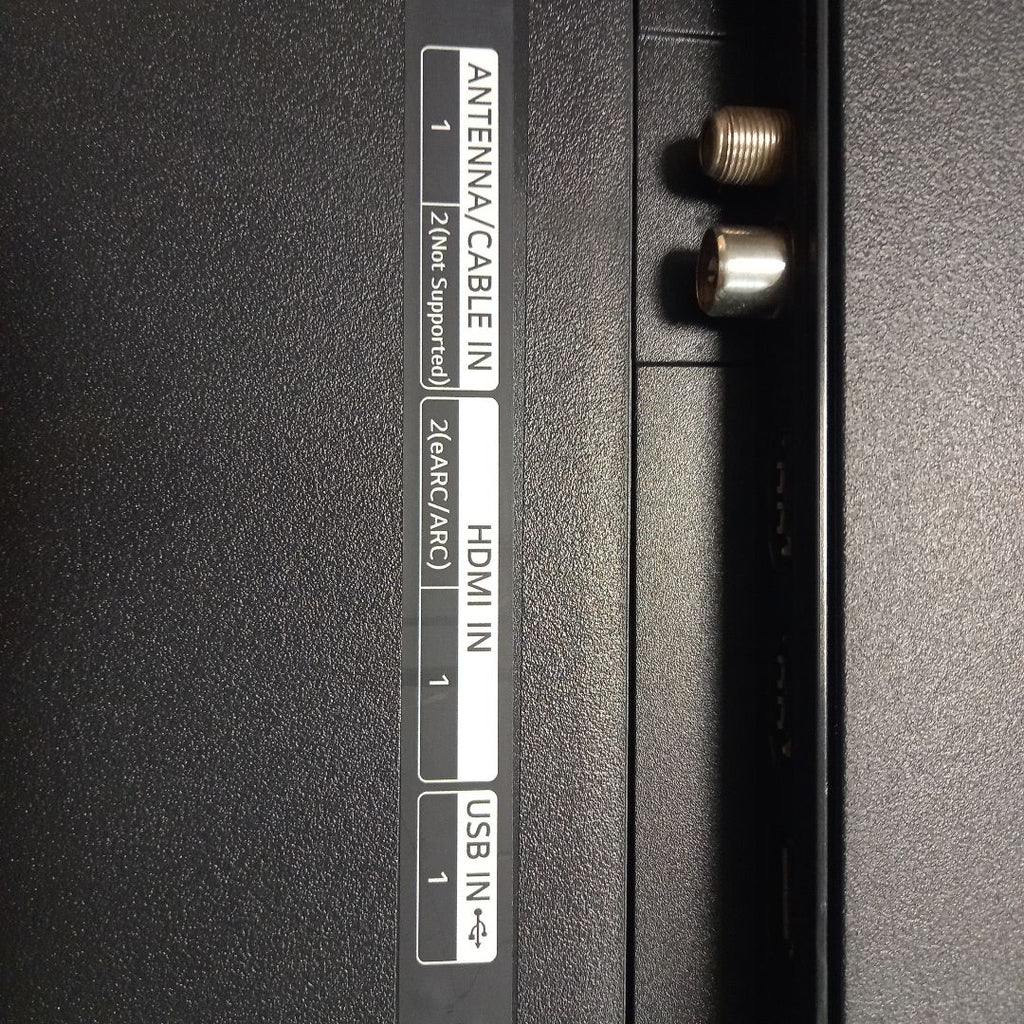 ANTENNA/CABLE IN
1
2(Not Supported)
HDMI IN
2(eARC/ARC)
1
USB IN
1